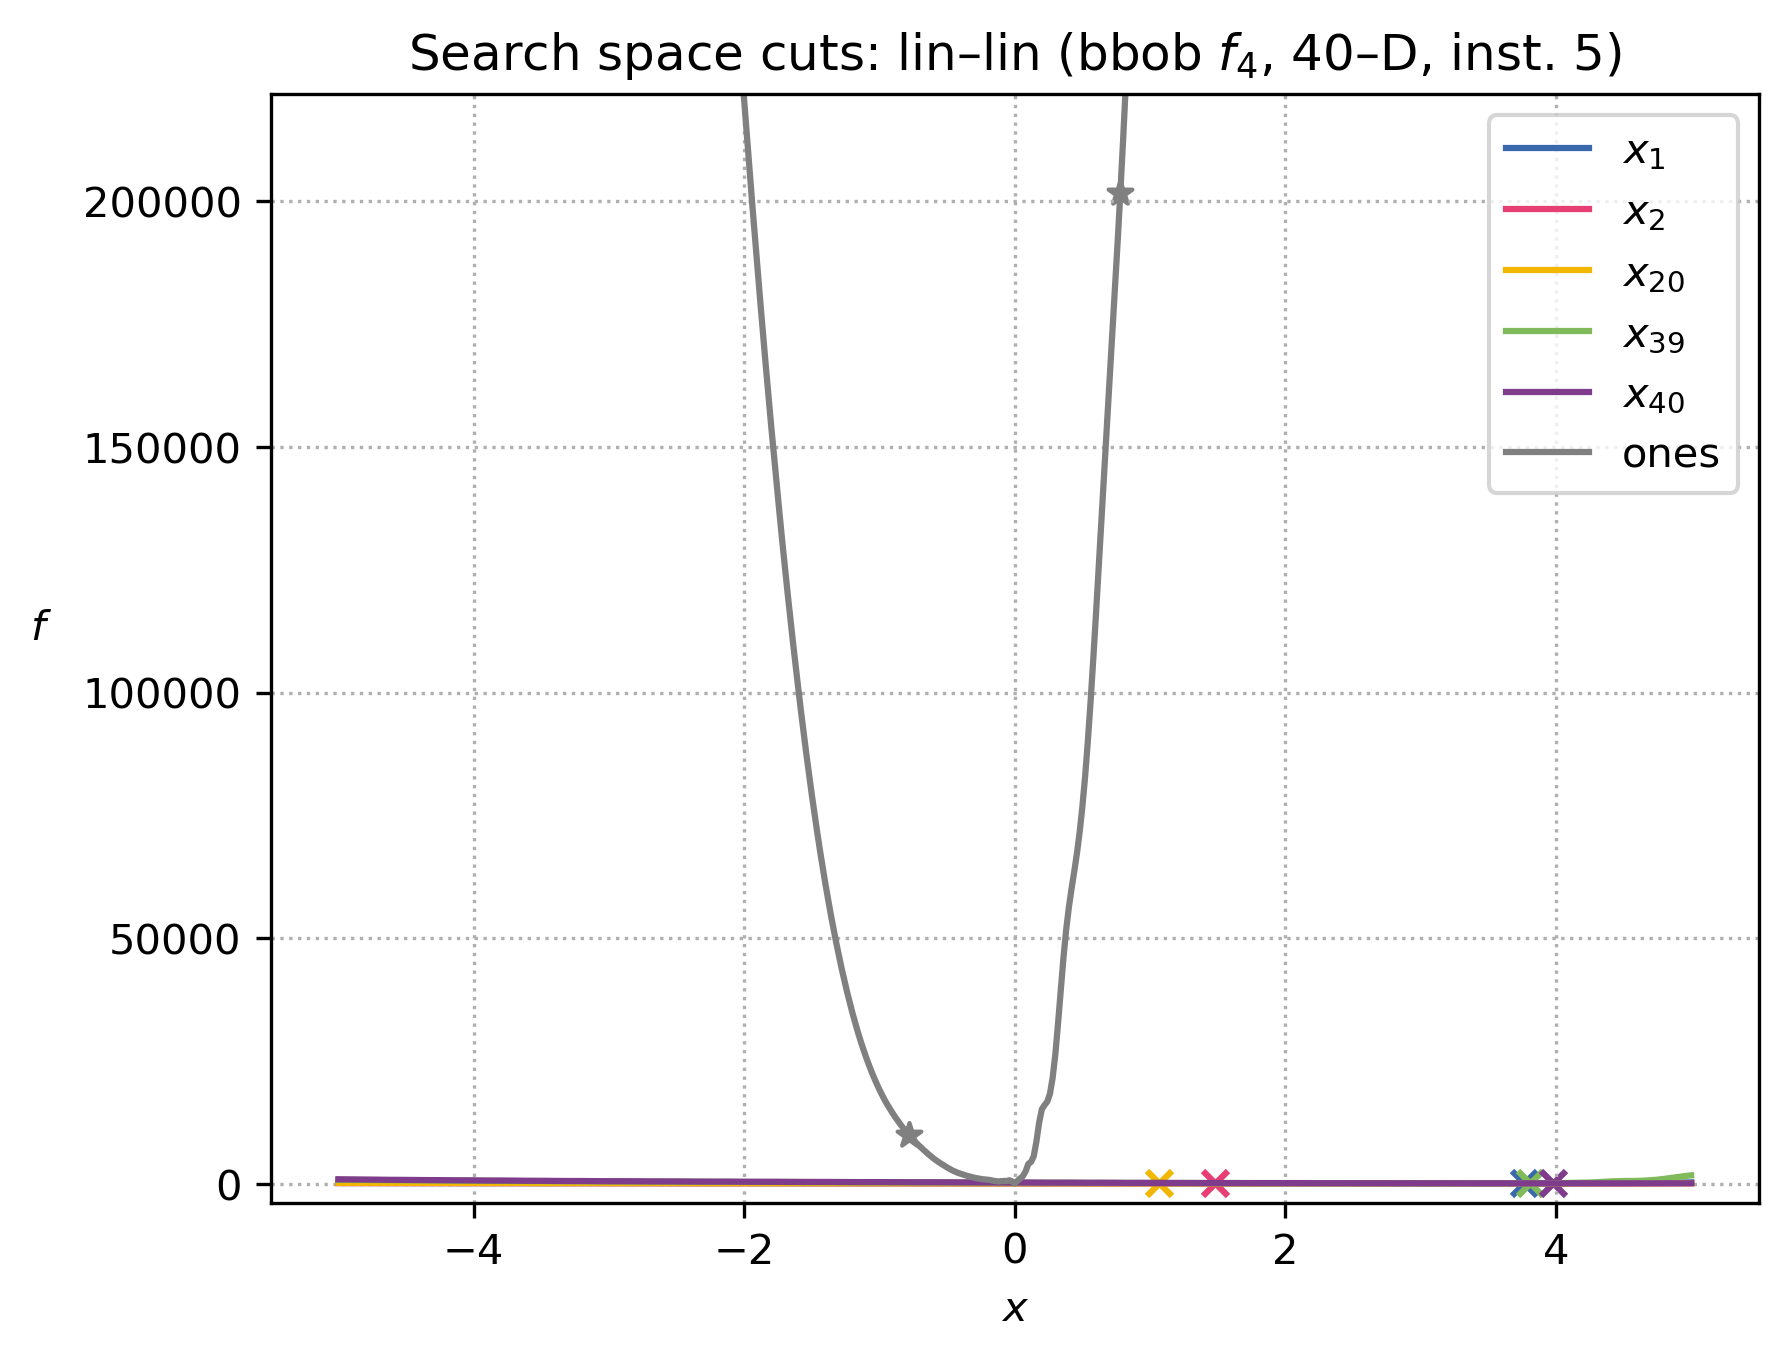 Search space cuts: lin–lin (bbob f4, 40–D, inst. 5)
x1
x2
x20
x39
x40
ones
f
200000
150000
100000
50000
0
−4
−2
0
2
4
x